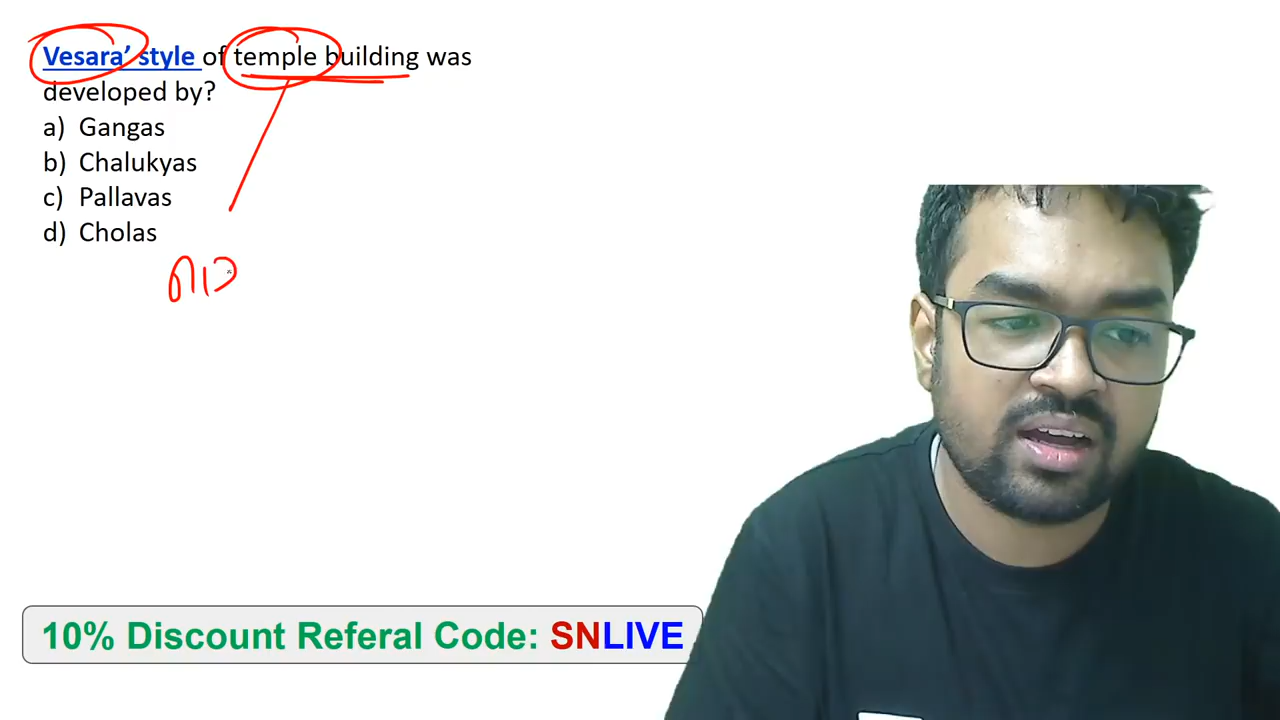 Vesara’ style of temple building was
developed by?
a) Gangas
b) Chalukyas
c) Pallavas
d) Cholas
10% Discount Referal Code: SNLIVE